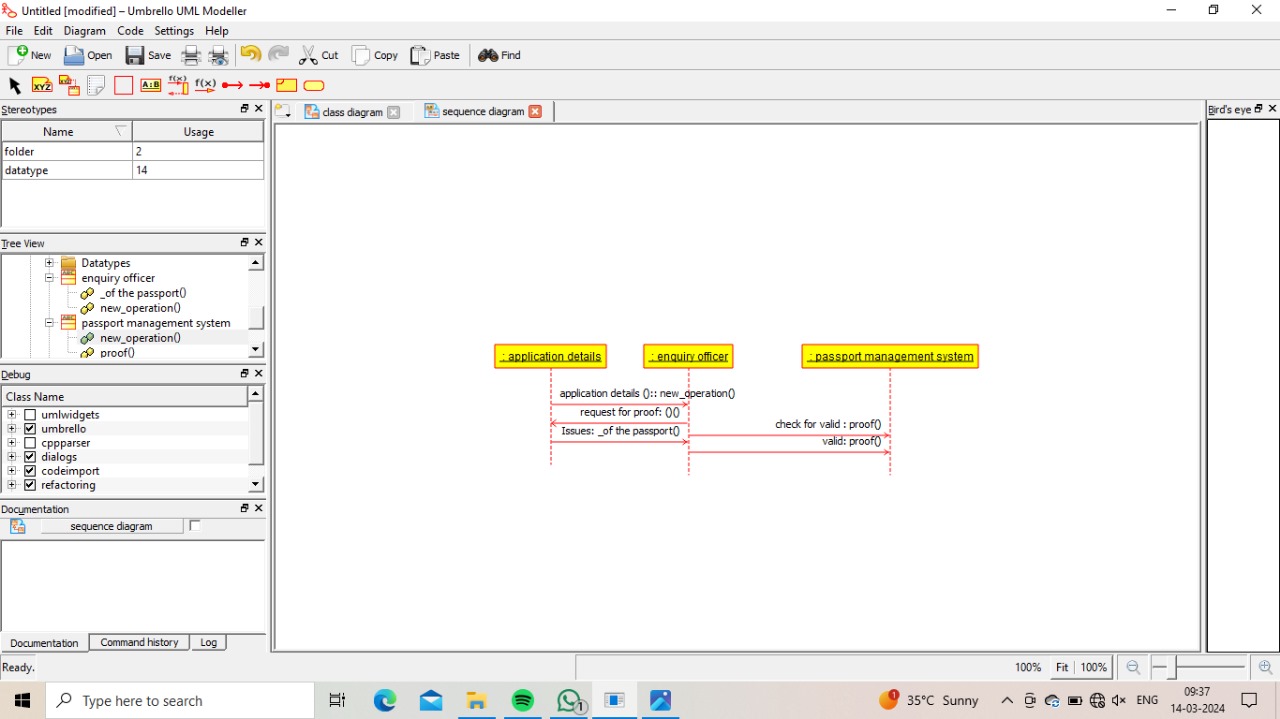 Untitled [modified] – Umbrello UML Modeller
File Edit Diagram Code Settings Help
New Open Save Cut Copy Paste Find
XYZ A:B f(x) f(x)
Stereotypes
Name Usage
folder 2
datatype 14
Tree View
Datatypes
enquiry officer
_of the passport()
new_operation()
passport management system
new_operation()
proof()
Debug
Class Name
umlwidgets
umbrello
cppparser
dialogs
codeimport
refactoring
Documentation
sequence diagram
Documentation Command history Log
Ready.
class diagram sequence diagram
: application details : enquiry officer : passport management system
application details ():: new_operation()
request for proof: ()()
check for valid : proof()
Issues: _of the passport()
valid: proof()
Bird's eye
100% Fit 100%
Type here to search
1
1
35°C Sunny
ENG
09:37
14-03-2024